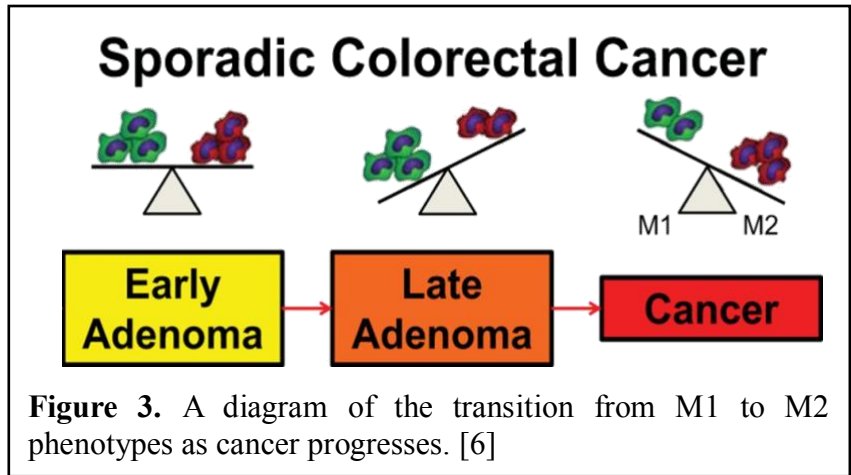 Sporadic Colorectal Cancer
M1 M2
Early
Adenoma
Late
Adenoma
Cancer
Figure 3. A diagram of the transition from M1 to M2
phenotypes as cancer progresses. [6]